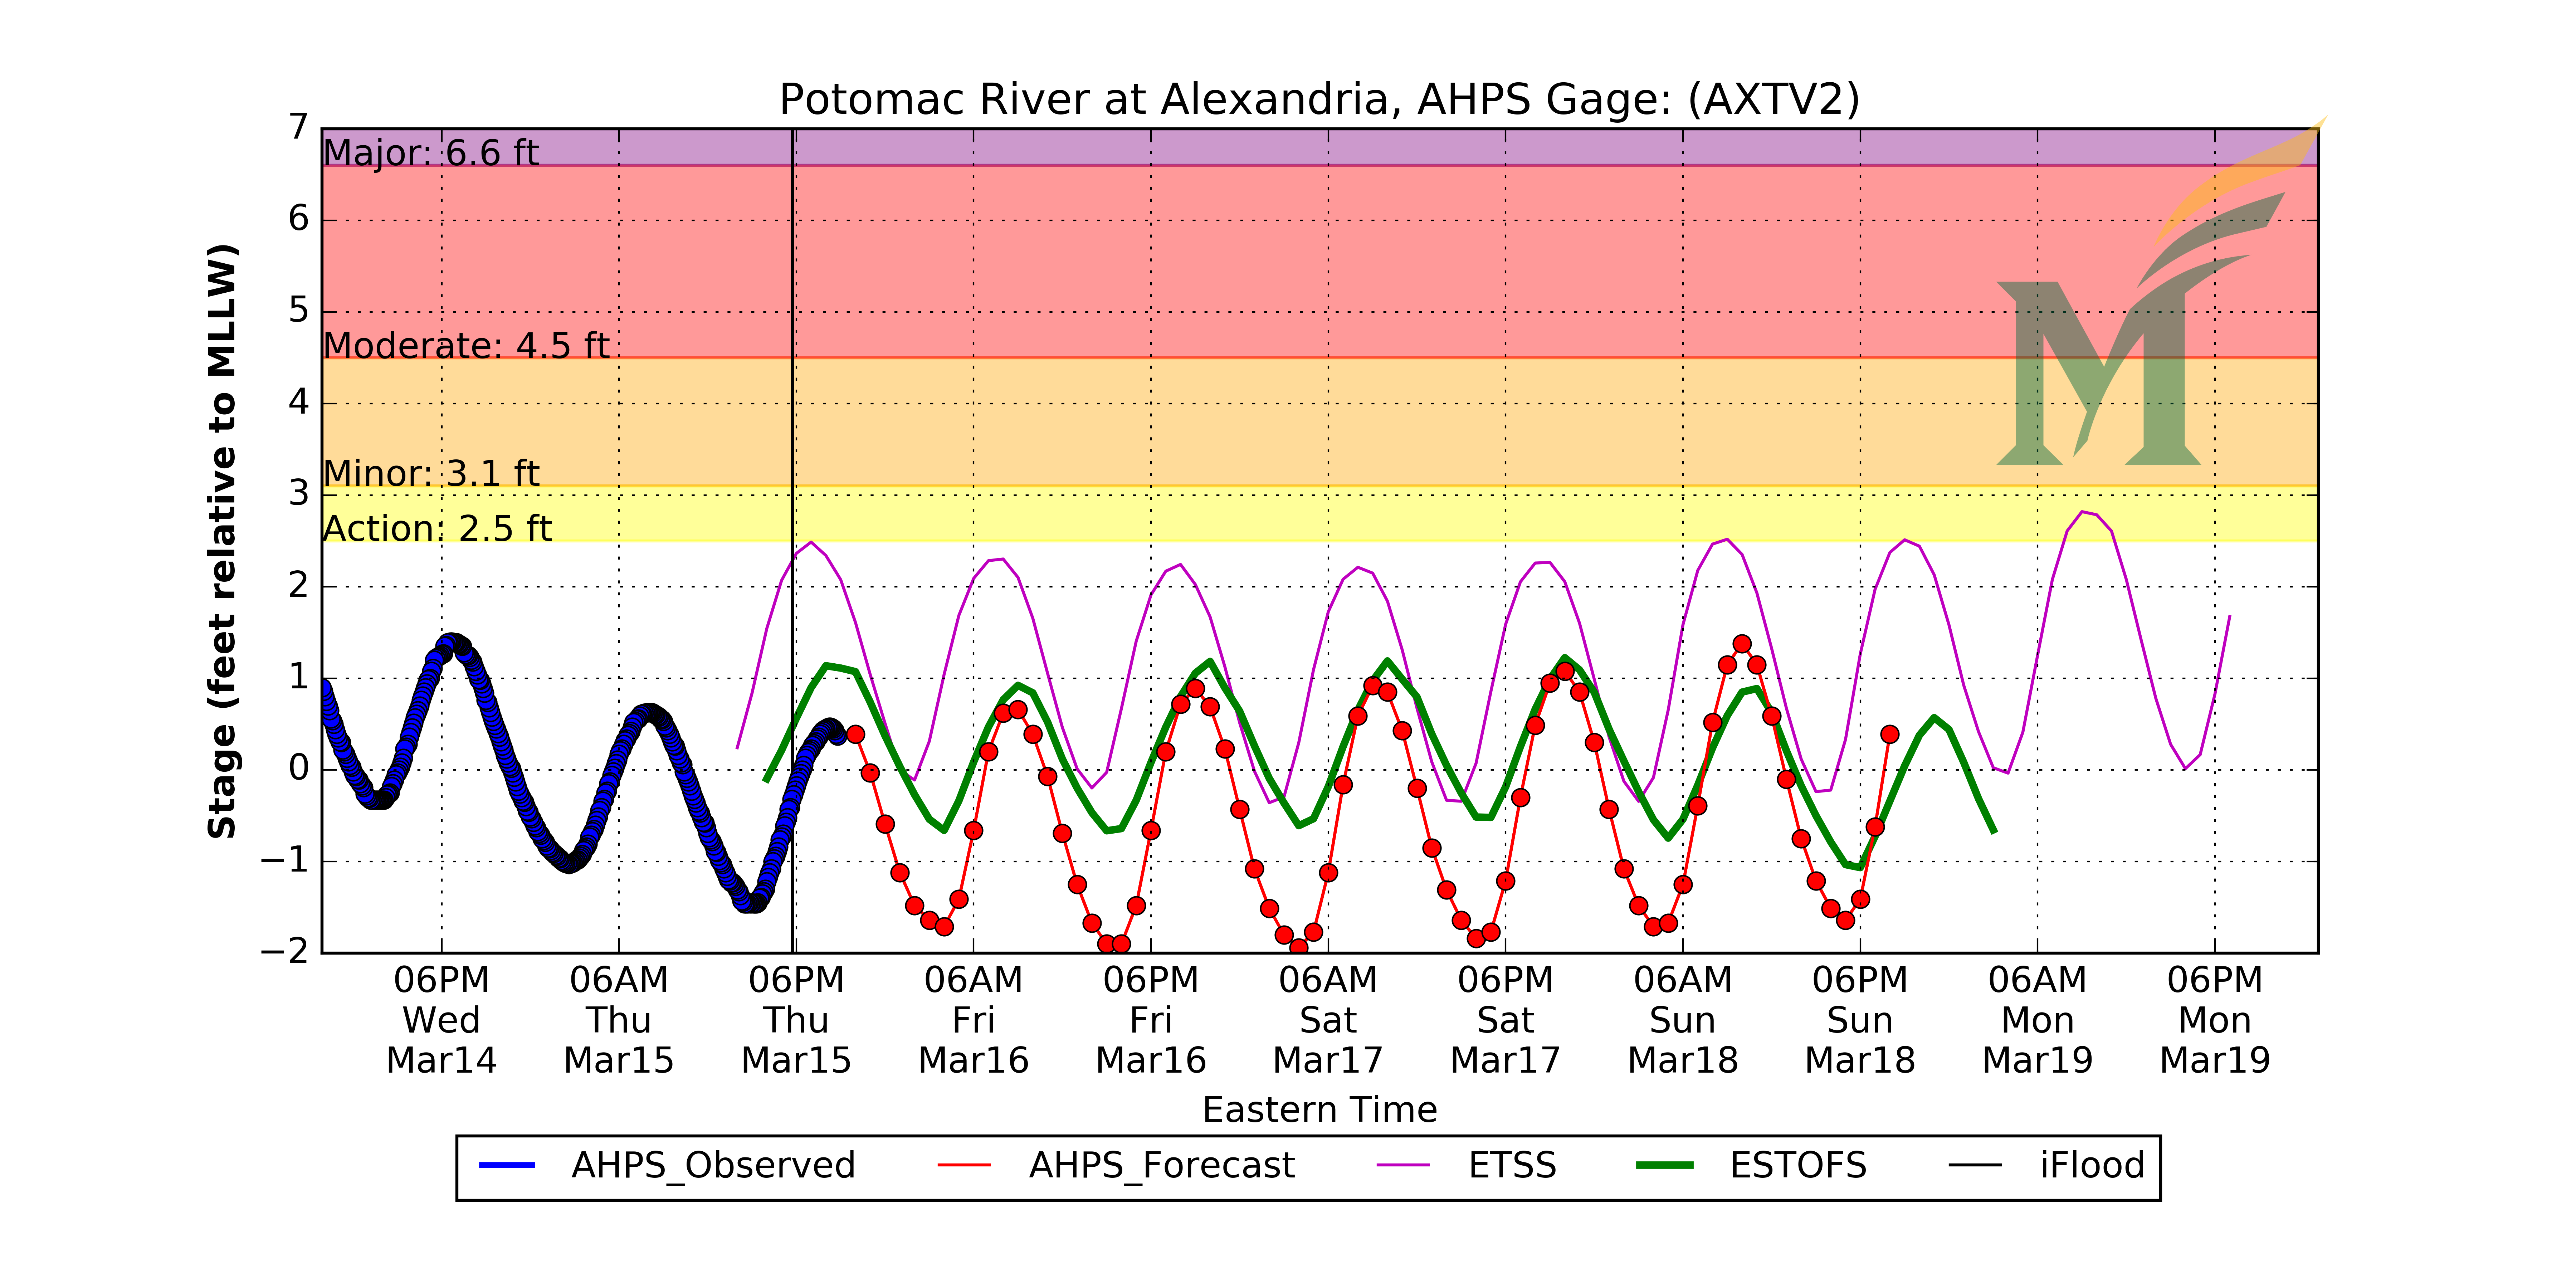 Potomac River at Alexandria, AHPS Gage: (AXTV2)
Stage (feet relative to MLLW)
7
6
5
4
3
2
1
0
−1
−2
Major: 6.6 ft
Moderate: 4.5 ft
Minor: 3.1 ft
Action: 2.5 ft
M
06PM 06AM 06PM 06AM 06PM 06AM 06PM 06AM 06PM 06AM 06PM
Wed Thu Thu Fri Fri Sat Sat Sun Sun Mon Mon
Mar14 Mar15 Mar15 Mar16 Mar16 Mar17 Mar17 Mar18 Mar18 Mar19 Mar19
Eastern Time
AHPS_Observed AHPS_Forecast ETSS ESTOFS iFlood